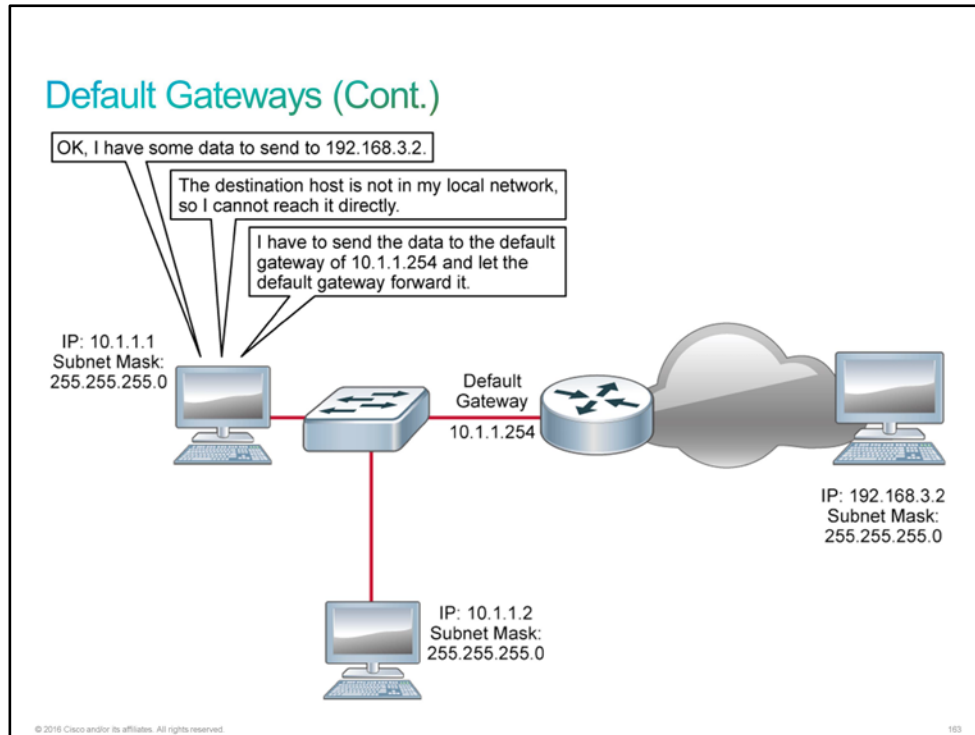 Default Gateways (Cont.)
OK, I have some data to send to 192.168.3.2.
The destination host is not in my local network,
so I cannot reach it directly.
I have to send the data to the default
gateway of 10.1.1.254 and let the
default gateway forward it.
IP: 10.1.1.1
Subnet Mask:
255.255.255.0
Default
Gateway
10.1.1.254
IP: 192.168.3.2
Subnet Mask:
255.255.255.0
IP: 10.1.1.2
Subnet Mask:
255.255.255.0
© 2016 Cisco and/or its affiliates. All rights reserved.
163